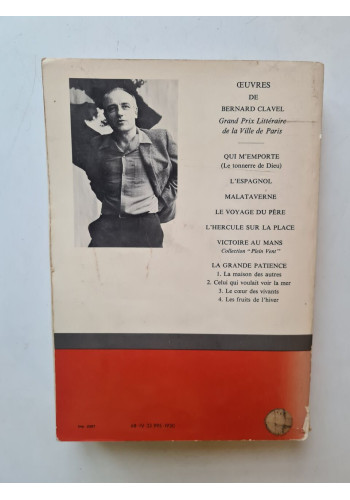 ŒUVRES
DE
BERNARD CLAVEL
Grand Prix Littéraire
de la Ville de Paris
QUI M'EMPORTE
(Le tonnerre de Dieu)
L'ESPAGNOL
MALATAVERNE
LE VOYAGE DU PÈRE
L'HERCULE SUR LA PLACE
VICTOIRE AU MANS
Collection "Plein Vent"
LA GRANDE PATIENCE
1. La maison des autres
2. Celui qui voulait voir la mer
3. Le cœur des vivants
4. Les fruits de l'hiver